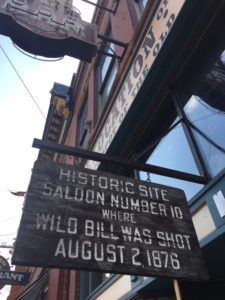 HISTORIC SITE
SALOON NUMBER 10
WHERE
WILD BILL WAS SHOT
AUGUST 2, 1876